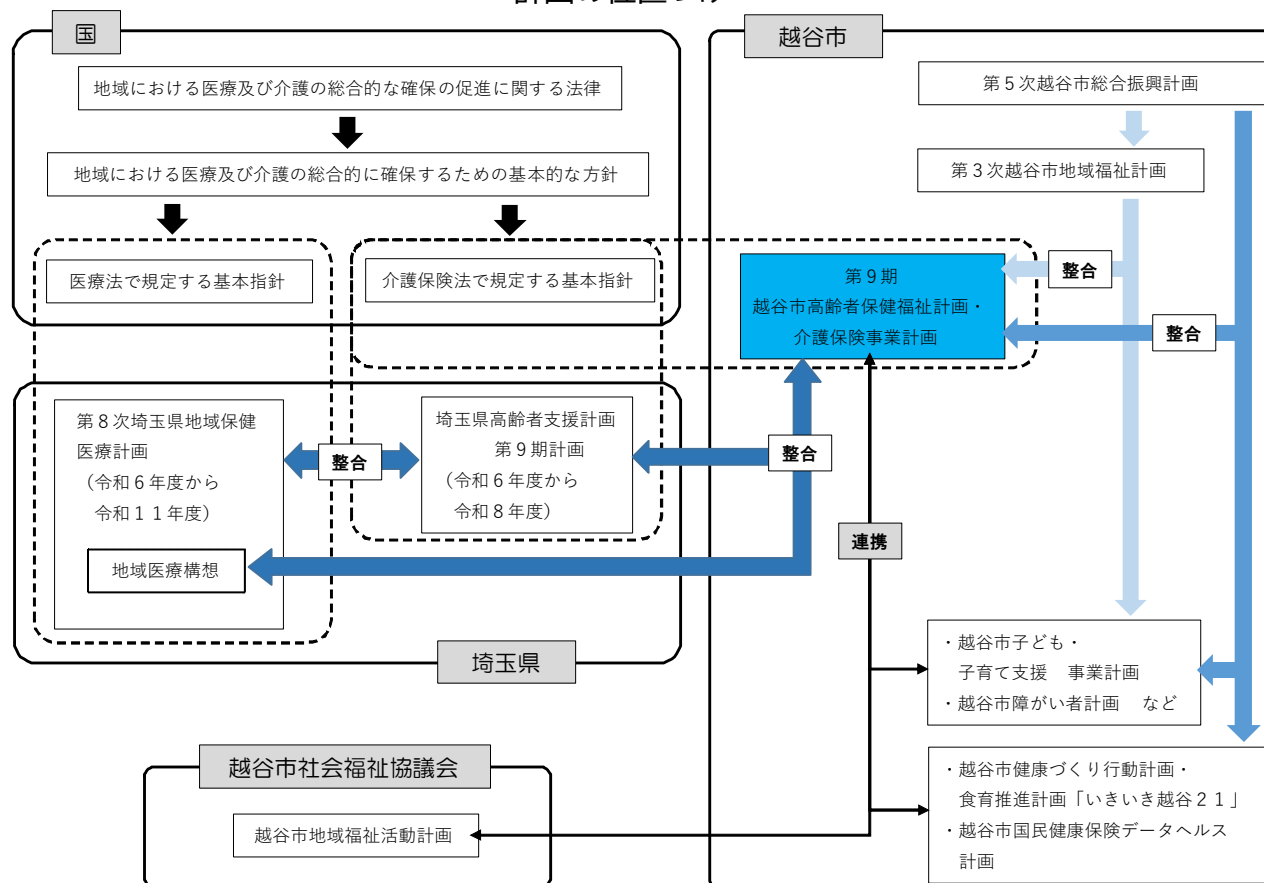 計画の位置づけ
国
地域における医療及び介護の総合的な確保の促進に関する法律
地域における医療及び介護の総合的に確保するための基本的な方針
医療法で規定する基本指針
介護保険法で規定する基本指針
越谷市
第5次越谷市総合振興計画
第3次越谷市地域福祉計画
第9期
越谷市高齢者保健福祉計画・
介護保険事業計画
整合
整合
第8次埼玉県地域保健
医療計画
（令和6年度から
令和11年度）
地域医療構想
整合
埼玉県高齢者支援計画
第9期計画
（令和6年度から
令和8年度）
整合
連携
埼玉県
・越谷市子ども・
子育て支援　事業計画
・越谷市障がい者計画　など
越谷市社会福祉協議会
越谷市地域福祉活動計画
・越谷市健康づくり行動計画・
食育推進計画「いきいき越谷21」
・越谷市国民健康保険データヘルス
計画